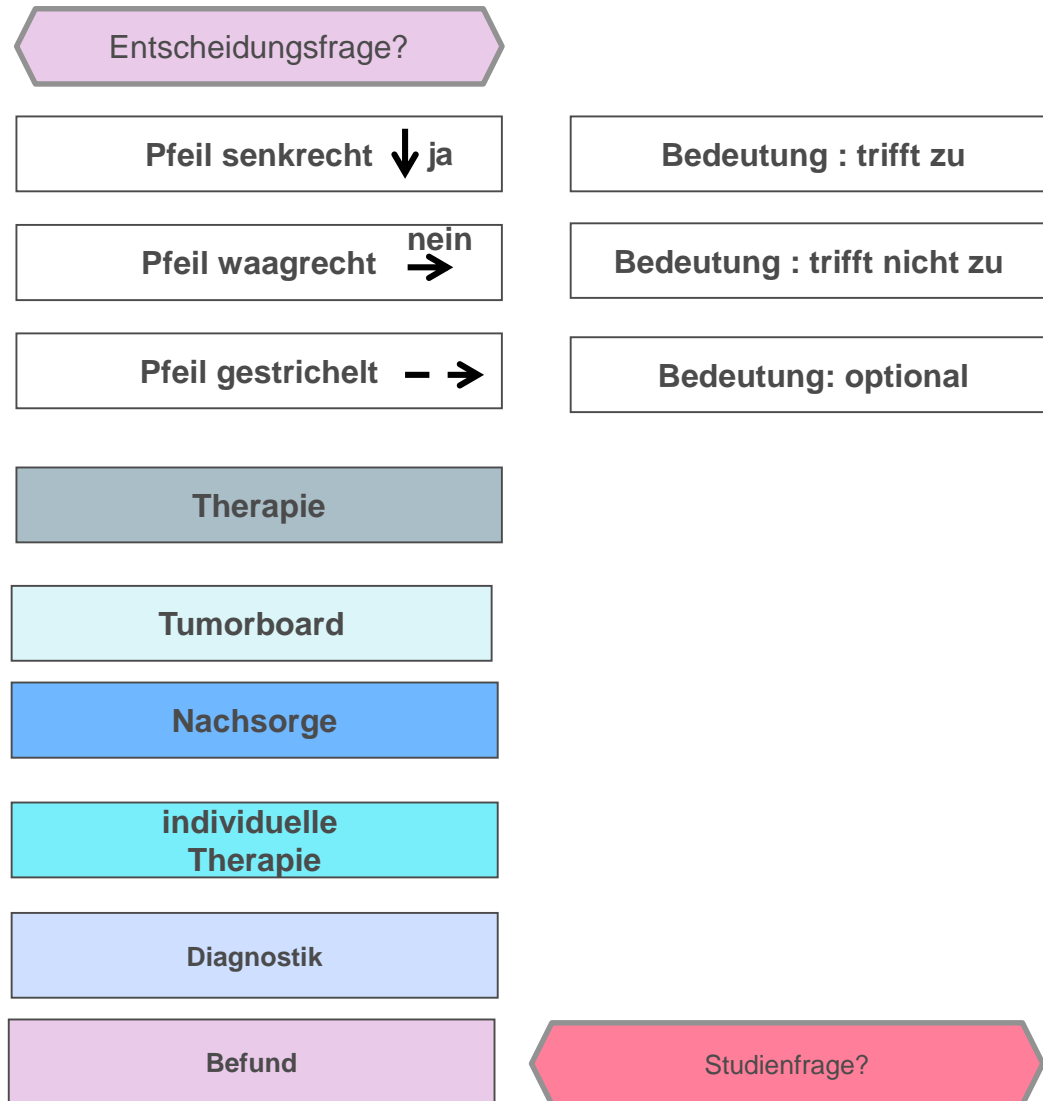 Entscheidungsfrage?
Pfeil senkrecht ja
Bedeutung : trifft zu
nein
Pfeil waagrecht
Bedeutung : trifft nicht zu
Pfeil gestrichelt
Bedeutung: optional
Therapie
Tumorboard
Nachsorge
individuelle
Therapie
Diagnostik
Befund
Studienfrage?